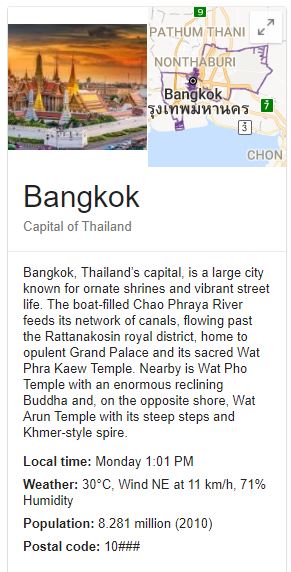 9
PATHUM THANI
NONTHABURI
Bangkok
รุงเทพมหานคร
7
3
CHON
Bangkok
Capital of Thailand
Bangkok, Thailand’s capital, is a large city
known for ornate shrines and vibrant street
life. The boat-filled Chao Phraya River
feeds its network of canals, flowing past
the Rattanakosin royal district, home to
opulent Grand Palace and its sacred Wat
Phra Kaew Temple. Nearby is Wat Pho
Temple with an enormous reclining
Buddha and, on the opposite shore, Wat
Arun Temple with its steep steps and
Khmer-style spire.
Local time: Monday 1:01 PM
Weather: 30°C, Wind NE at 11 km/h, 71%
Humidity
Population: 8.281 million (2010)
Postal code: 10###